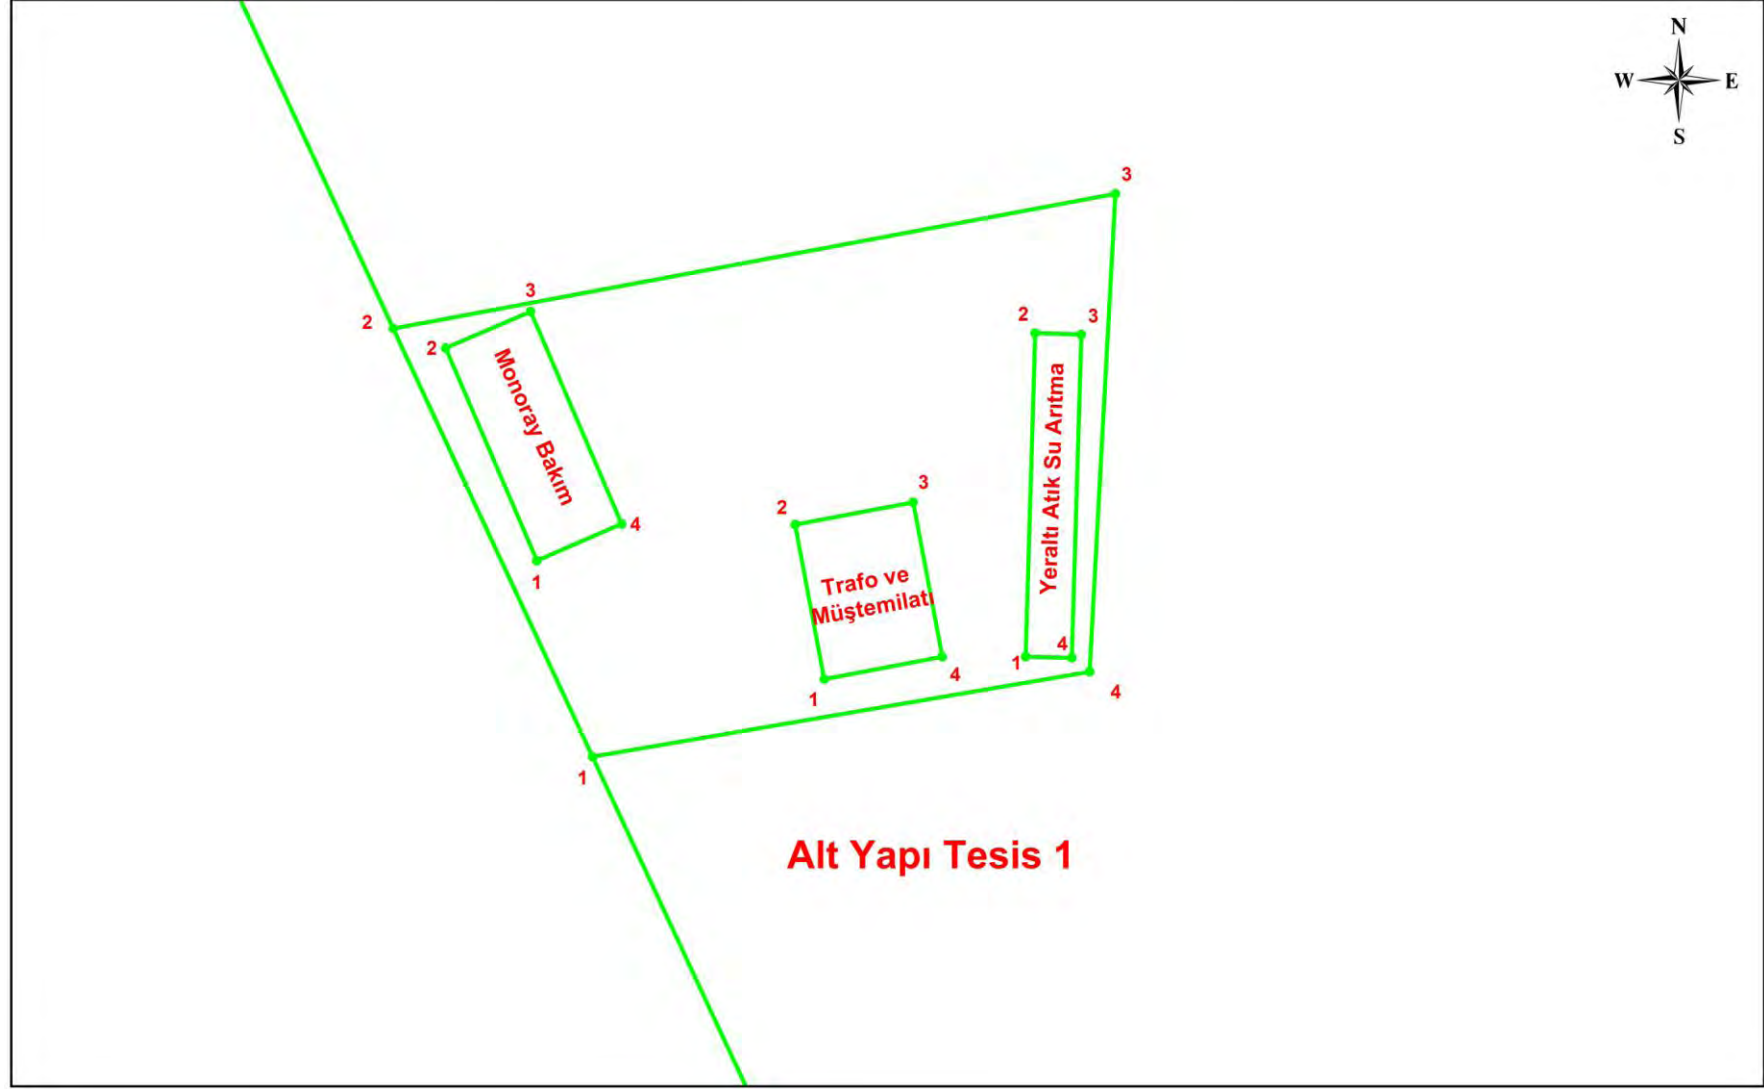 N
W E
S
3
2
3
2
Monoray Bakım
4
1
2
3
Trafo ve
Müştemilatı
1
4
2
3
Yeraltı Atık Su Arıtma
1
4
4
1
Alt Yapı Tesis 1